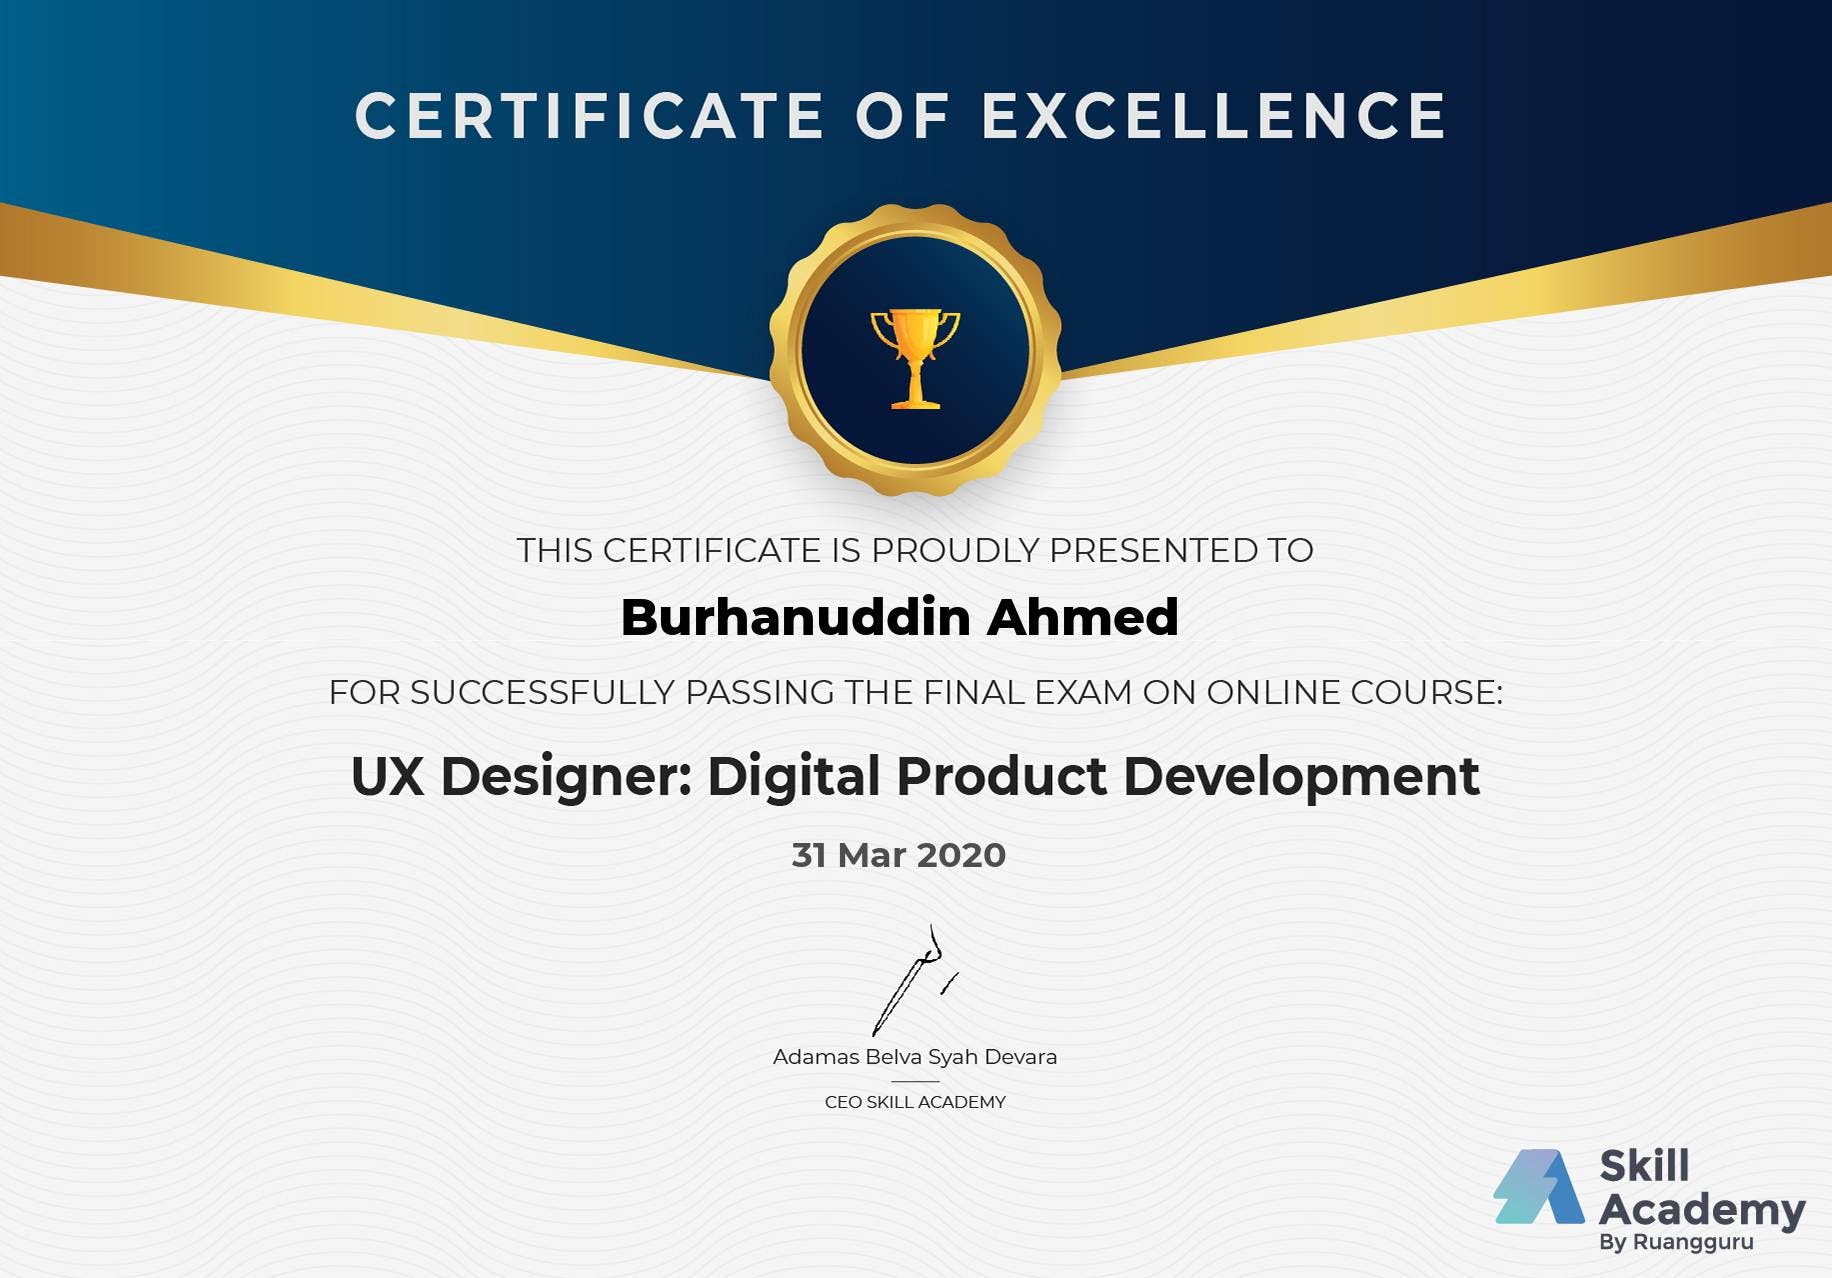 CERTIFICATE OF EXCELLENCE
THIS CERTIFICATE IS PROUDLY PRESENTED TO
Burhanuddin Ahmed
FOR SUCCESSFULLY PASSING THE FINAL EXAM ON ONLINE COURSE:
UX Designer: Digital Product Development
31 Mar 2020
Adamas Belva Syah Devara
CEO SKILL ACADEMY
Skill
Academy
By Ruangguru